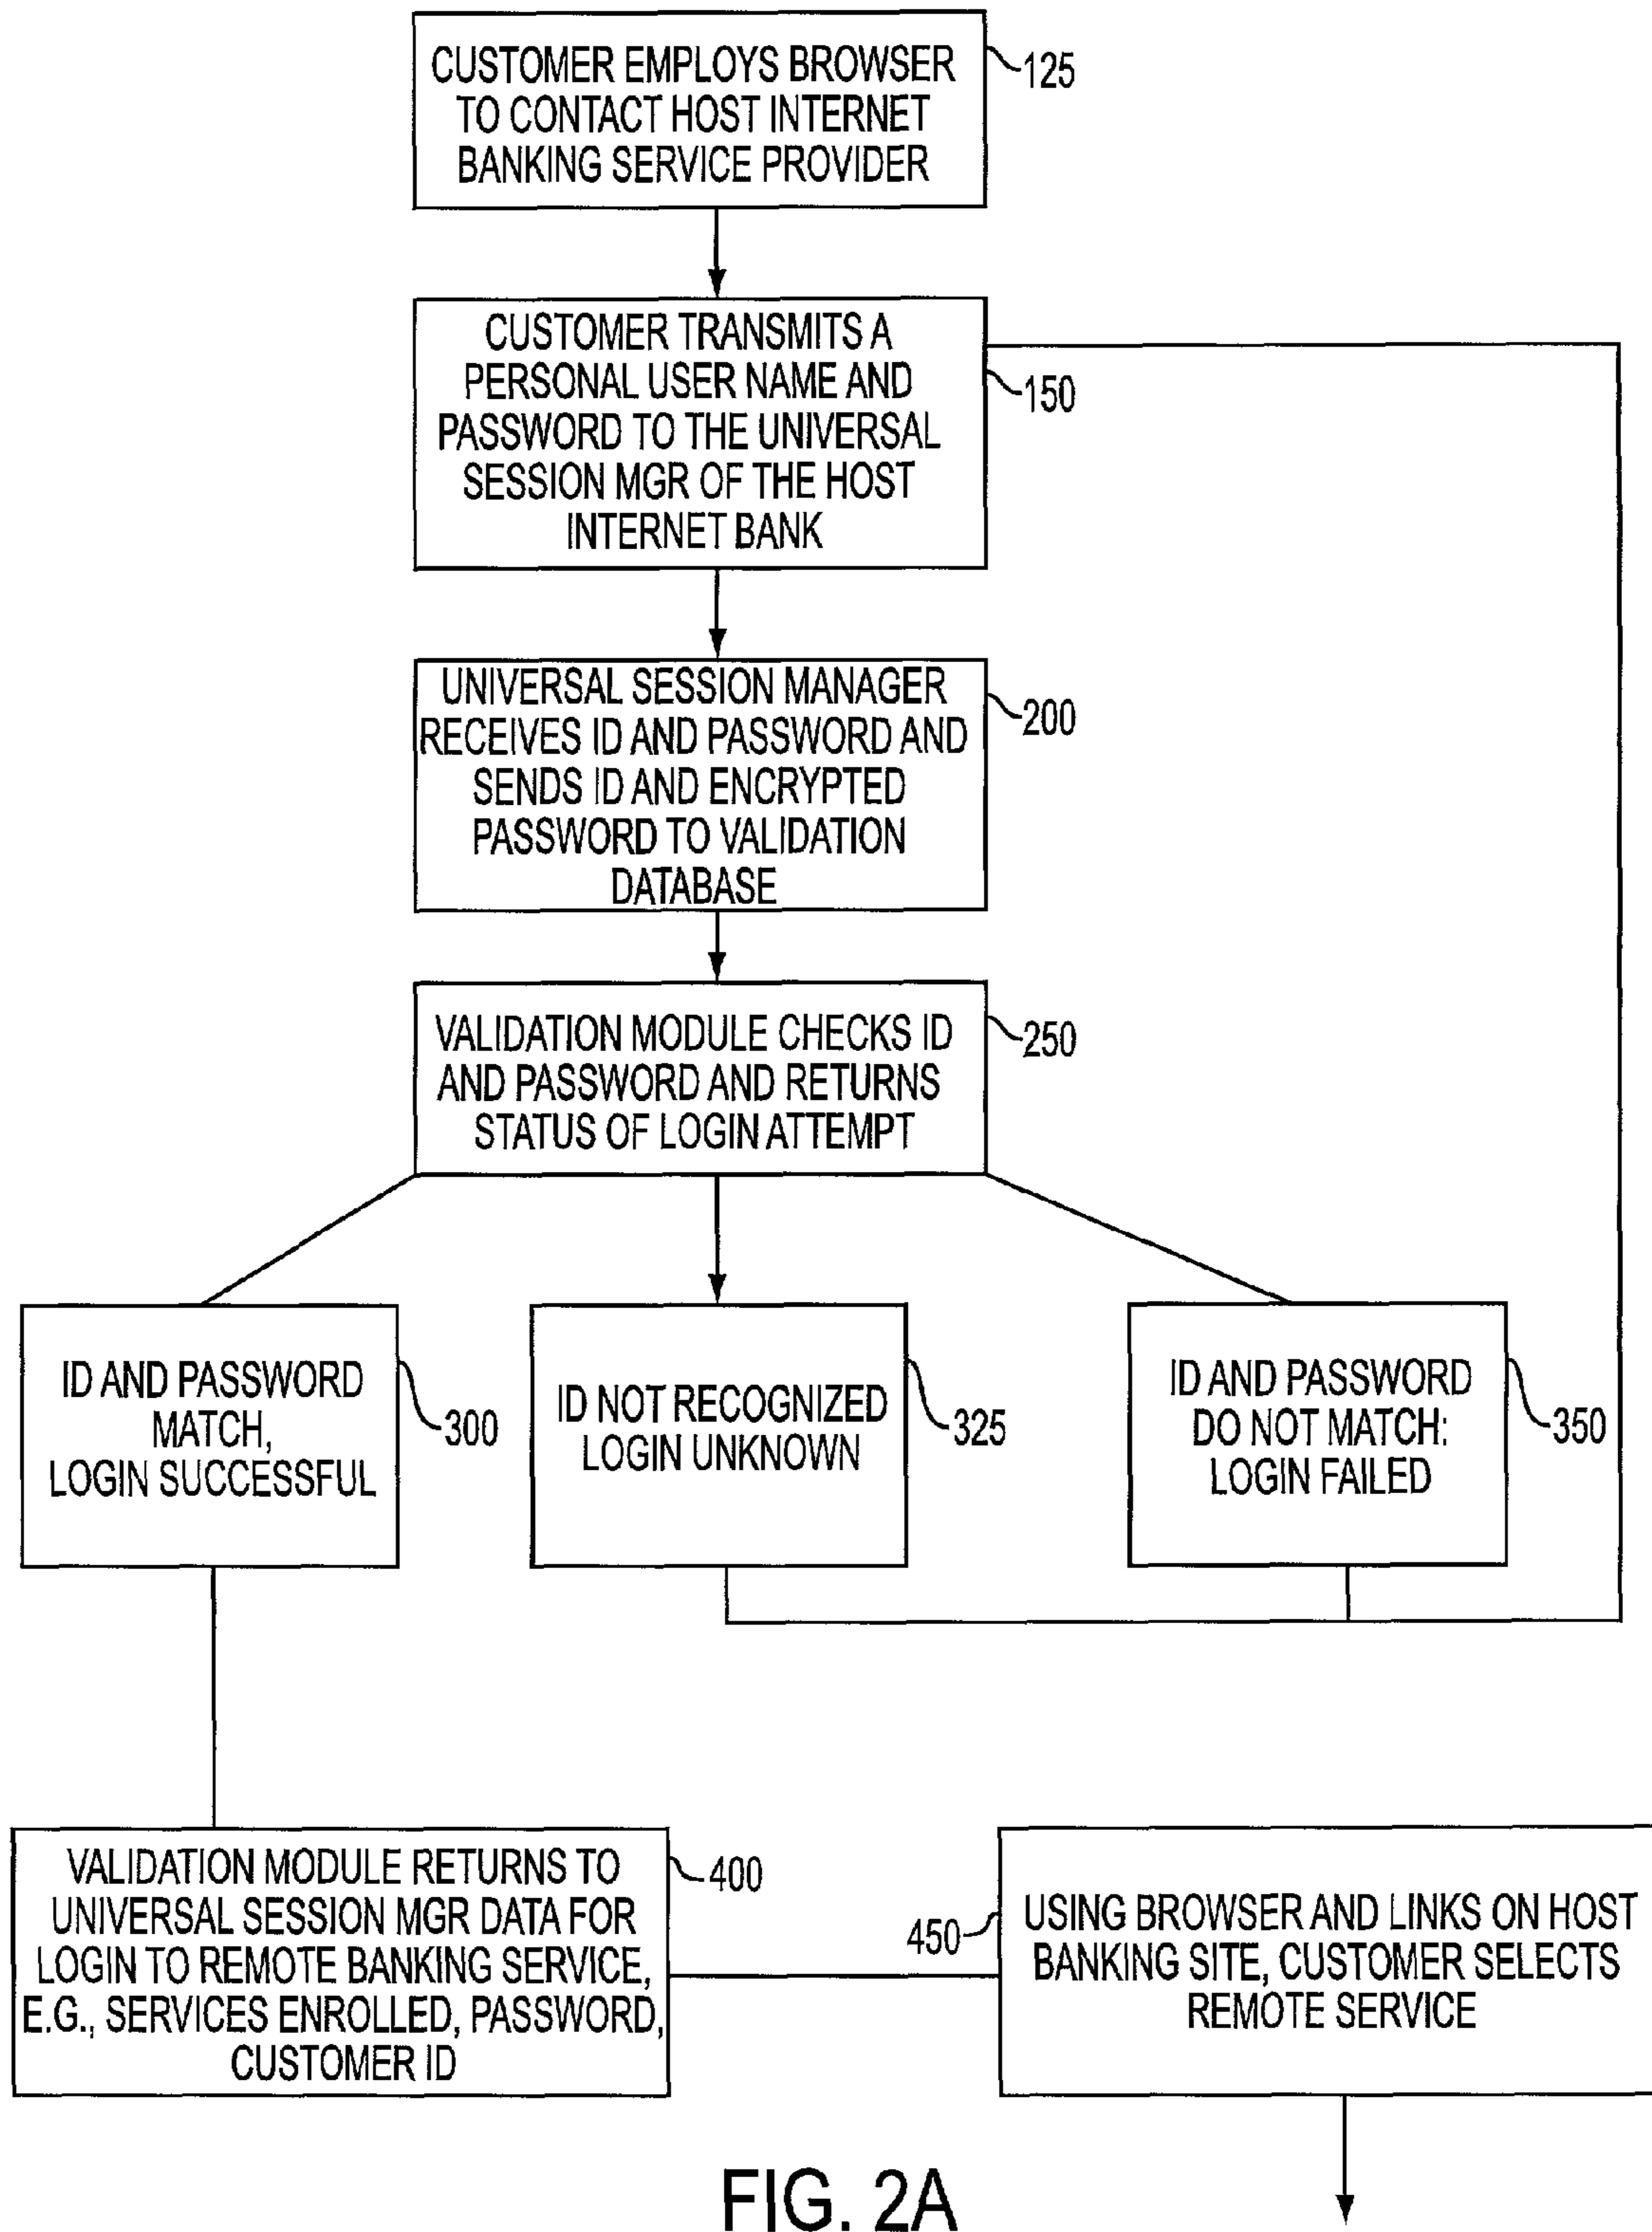 CUSTOMER EMPLOYS BROWSER
TO CONTACT HOST INTERNET
BANKING SERVICE PROVIDER
125
CUSTOMER TRANSMITS A
PERSONAL USER NAME AND
PASSWORD TO THE UNIVERSAL
SESSION MGR OF THE HOST
INTERNET BANK
150
UNIVERSAL SESSION MANAGER
RECEIVES ID AND PASSWORD AND
SENDS ID AND ENCRYPTED
PASSWORD TO VALIDATION
DATABASE
200
VALIDATION MODULE CHECKS ID
AND PASSWORD AND RETURNS
STATUS OF LOGIN ATTEMPT
250
ID AND PASSWORD
MATCH,
LOGIN SUCCESSFUL
300
ID NOT RECOGNIZED
LOGIN UNKNOWN
325
ID AND PASSWORD
DO NOT MATCH:
LOGIN FAILED
350
VALIDATION MODULE RETURNS TO
UNIVERSAL SESSION MGR DATA FOR
LOGIN TO REMOTE BANKING SERVICE,
E.G., SERVICES ENROLLED, PASSWORD,
CUSTOMER ID
400
450
USING BROWSER AND LINKS ON HOST
BANKING SITE, CUSTOMER SELECTS
REMOTE SERVICE
FIG. 2A